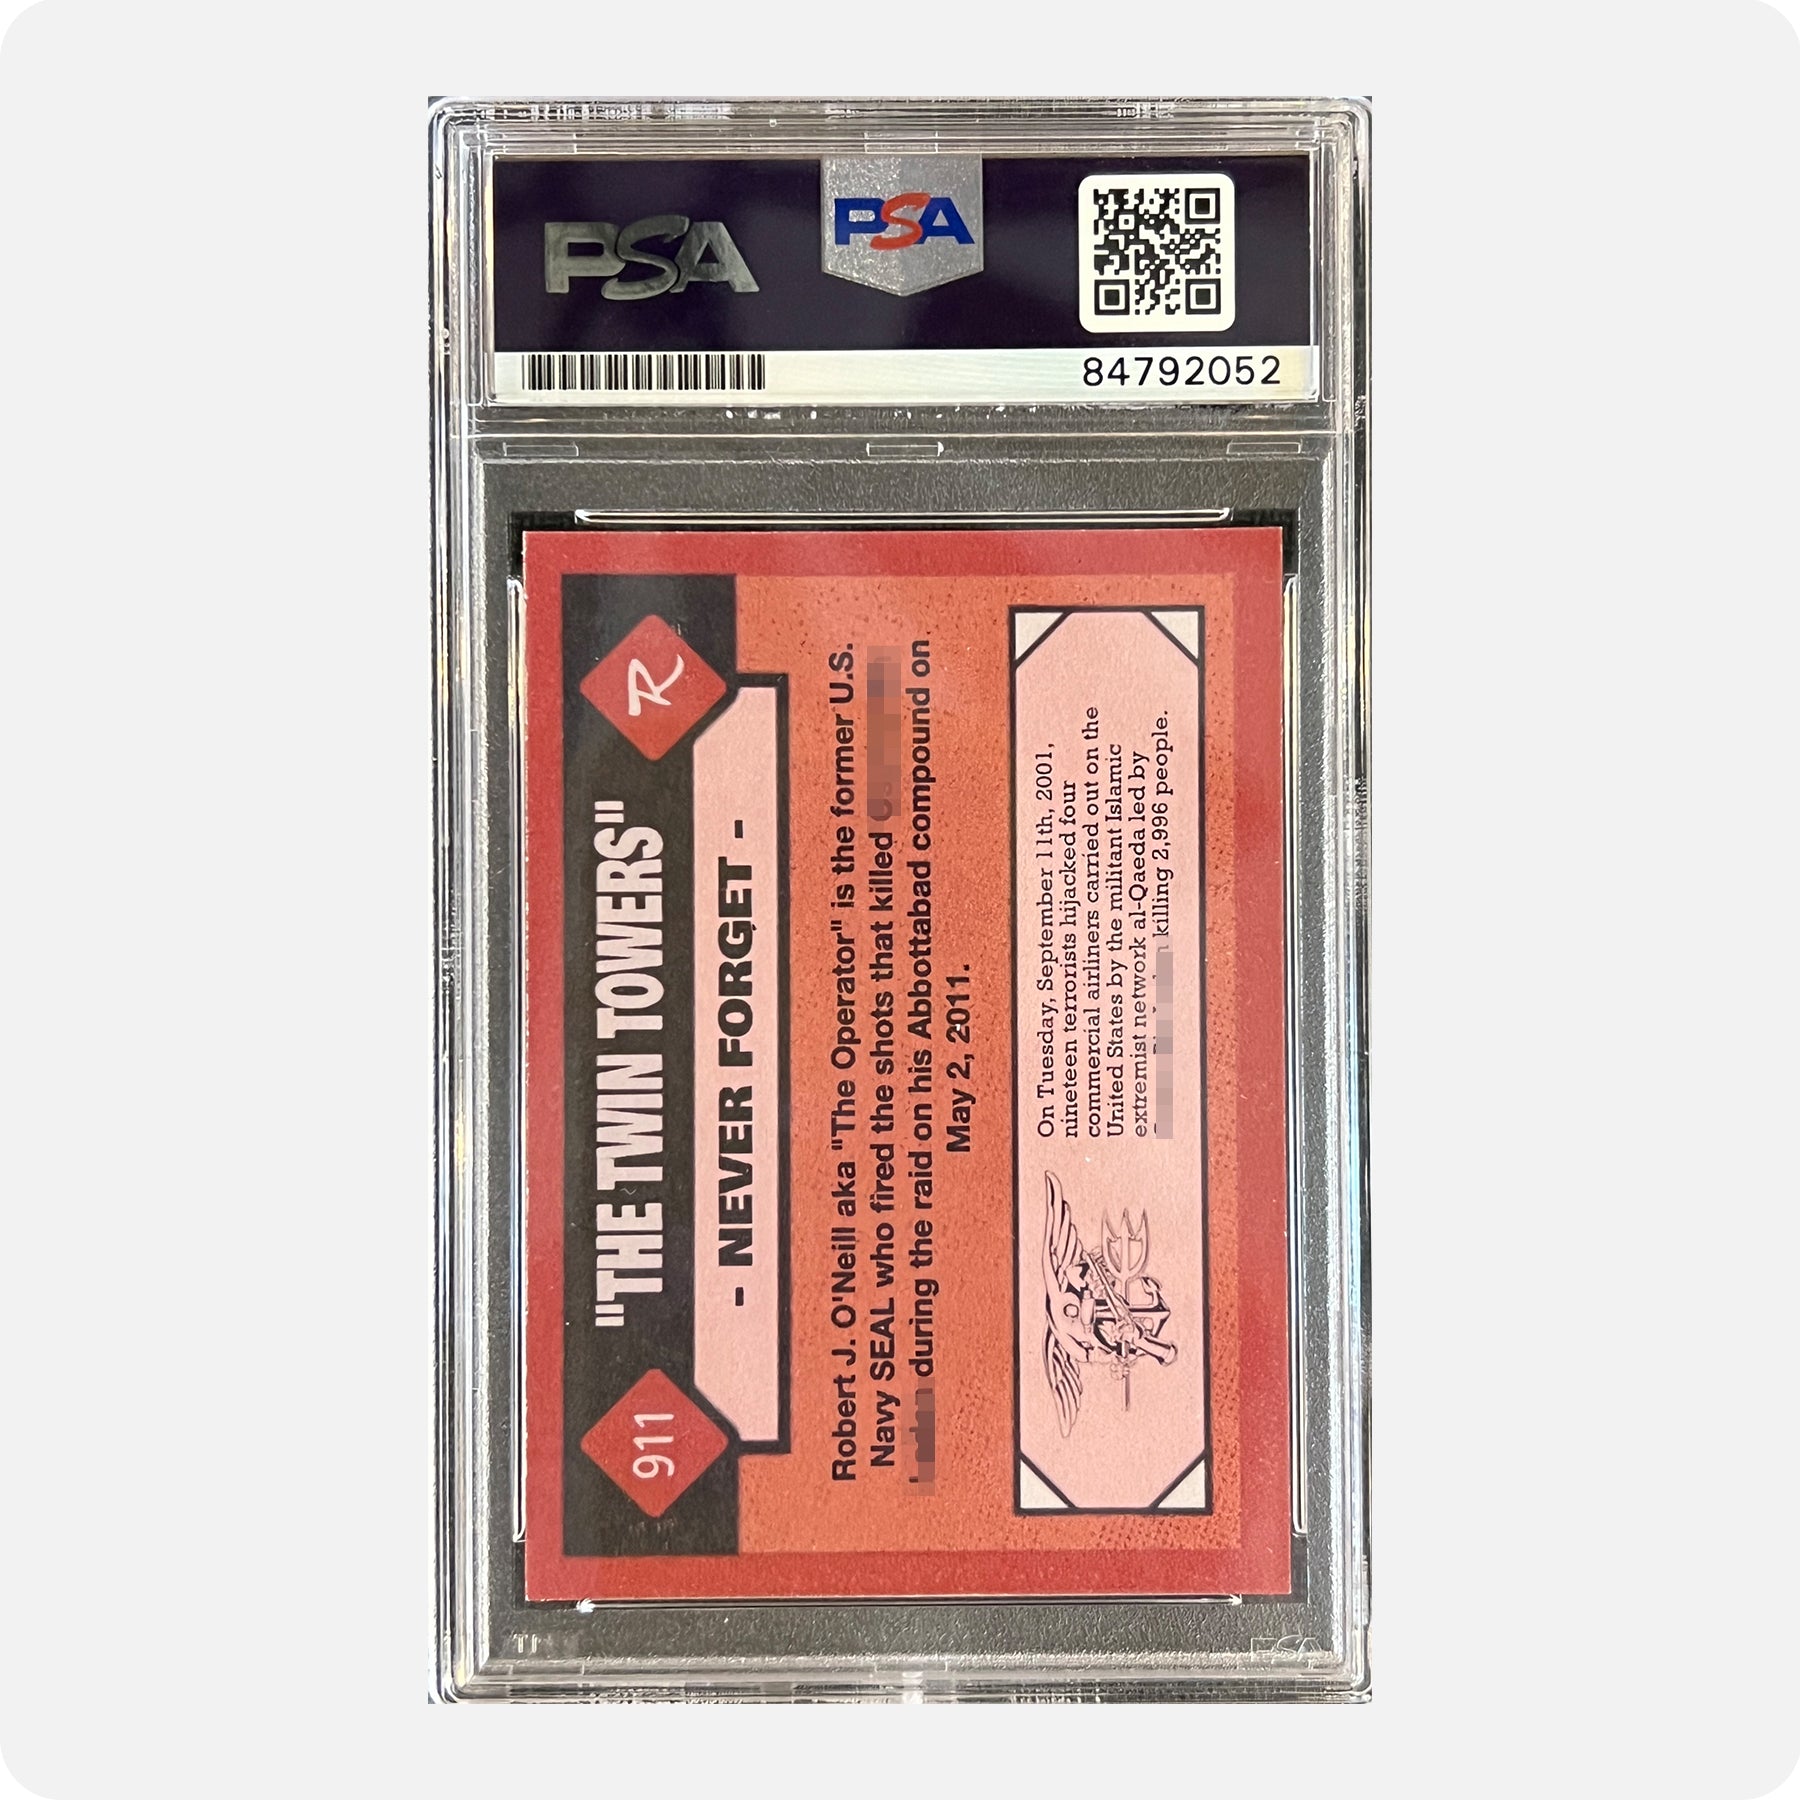 PSA
PSA
84792052
911
"THE TWIN TOWERS"
R
- NEVER FORGET -
Robert J. O'Neill aka "The Operator" is the former U.S.
Navy SEAL who fired the shots that killed
during the raid on his Abbottabad compound on
May 2, 2011.
On Tuesday, September 11th, 2001,
nineteen terrorists hijacked four
commercial airliners carried out on the
United States by the militant Islamic
extremist network al-Qaeda led by
killing 2,996 people.
PSA